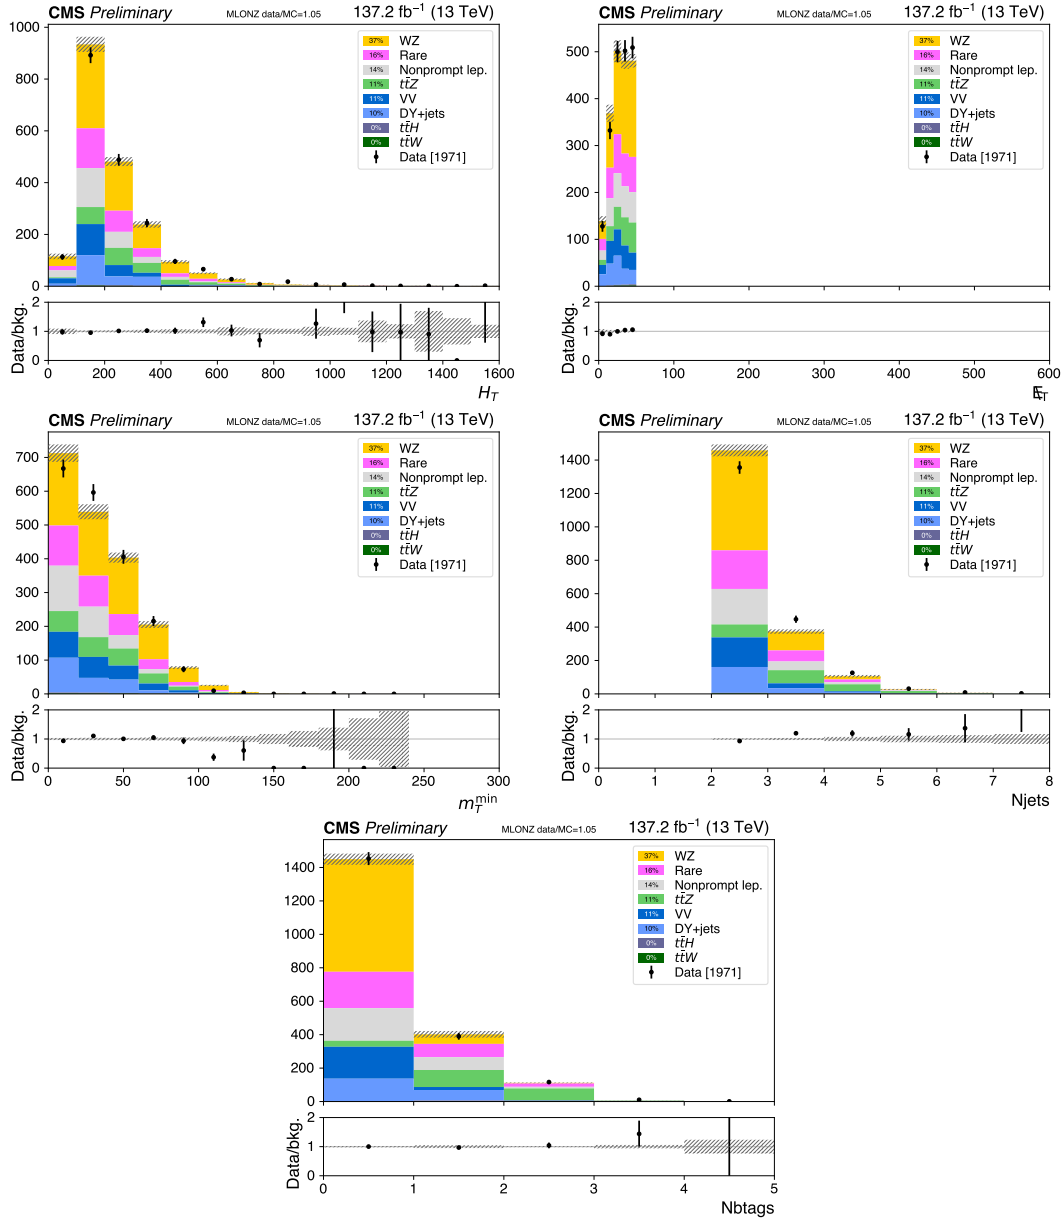 CMS Preliminary MLONZ data/MC=1.05 137.2 fb⁻¹ (13 TeV)
37% WZ
16% Rare
14% Nonprompt lep.
11% tt̄Z
11% VV
10% DY+jets
0% tt̄H
0% tt̄W
Data [1971]
1000
800
600
400
200
0
2
1
0
Data/bkg.
0 200 400 600 800 1000 1200 1400 1600
H_T
CMS Preliminary MLONZ data/MC=1.05 137.2 fb⁻¹ (13 TeV)
37% WZ
16% Rare
14% Nonprompt lep.
11% tt̄Z
11% VV
10% DY+jets
0% tt̄H
0% tt̄W
Data [1971]
500
400
300
200
100
0
2
1
0
Data/bkg.
0 100 200 300 400 500 600
E̸_T
CMS Preliminary MLONZ data/MC=1.05 137.2 fb⁻¹ (13 TeV)
37% WZ
16% Rare
14% Nonprompt lep.
11% tt̄Z
11% VV
10% DY+jets
0% tt̄H
0% tt̄W
Data [1971]
700
600
500
400
300
200
100
0
2
1
0
Data/bkg.
0 50 100 150 200 250 300
m_T^min
CMS Preliminary MLONZ data/MC=1.05 137.2 fb⁻¹ (13 TeV)
37% WZ
16% Rare
14% Nonprompt lep.
11% tt̄Z
11% VV
10% DY+jets
0% tt̄H
0% tt̄W
Data [1971]
1400
1200
1000
800
600
400
200
0
2
1
0
Data/bkg.
0 1 2 3 4 5 6 7 8
Njets
CMS Preliminary MLONZ data/MC=1.05 137.2 fb⁻¹ (13 TeV)
37% WZ
16% Rare
14% Nonprompt lep.
11% tt̄Z
11% VV
10% DY+jets
0% tt̄H
0% tt̄W
Data [1971]
1400
1200
1000
800
600
400
200
0
2
1
0
Data/bkg.
0 1 2 3 4 5
Nbtags